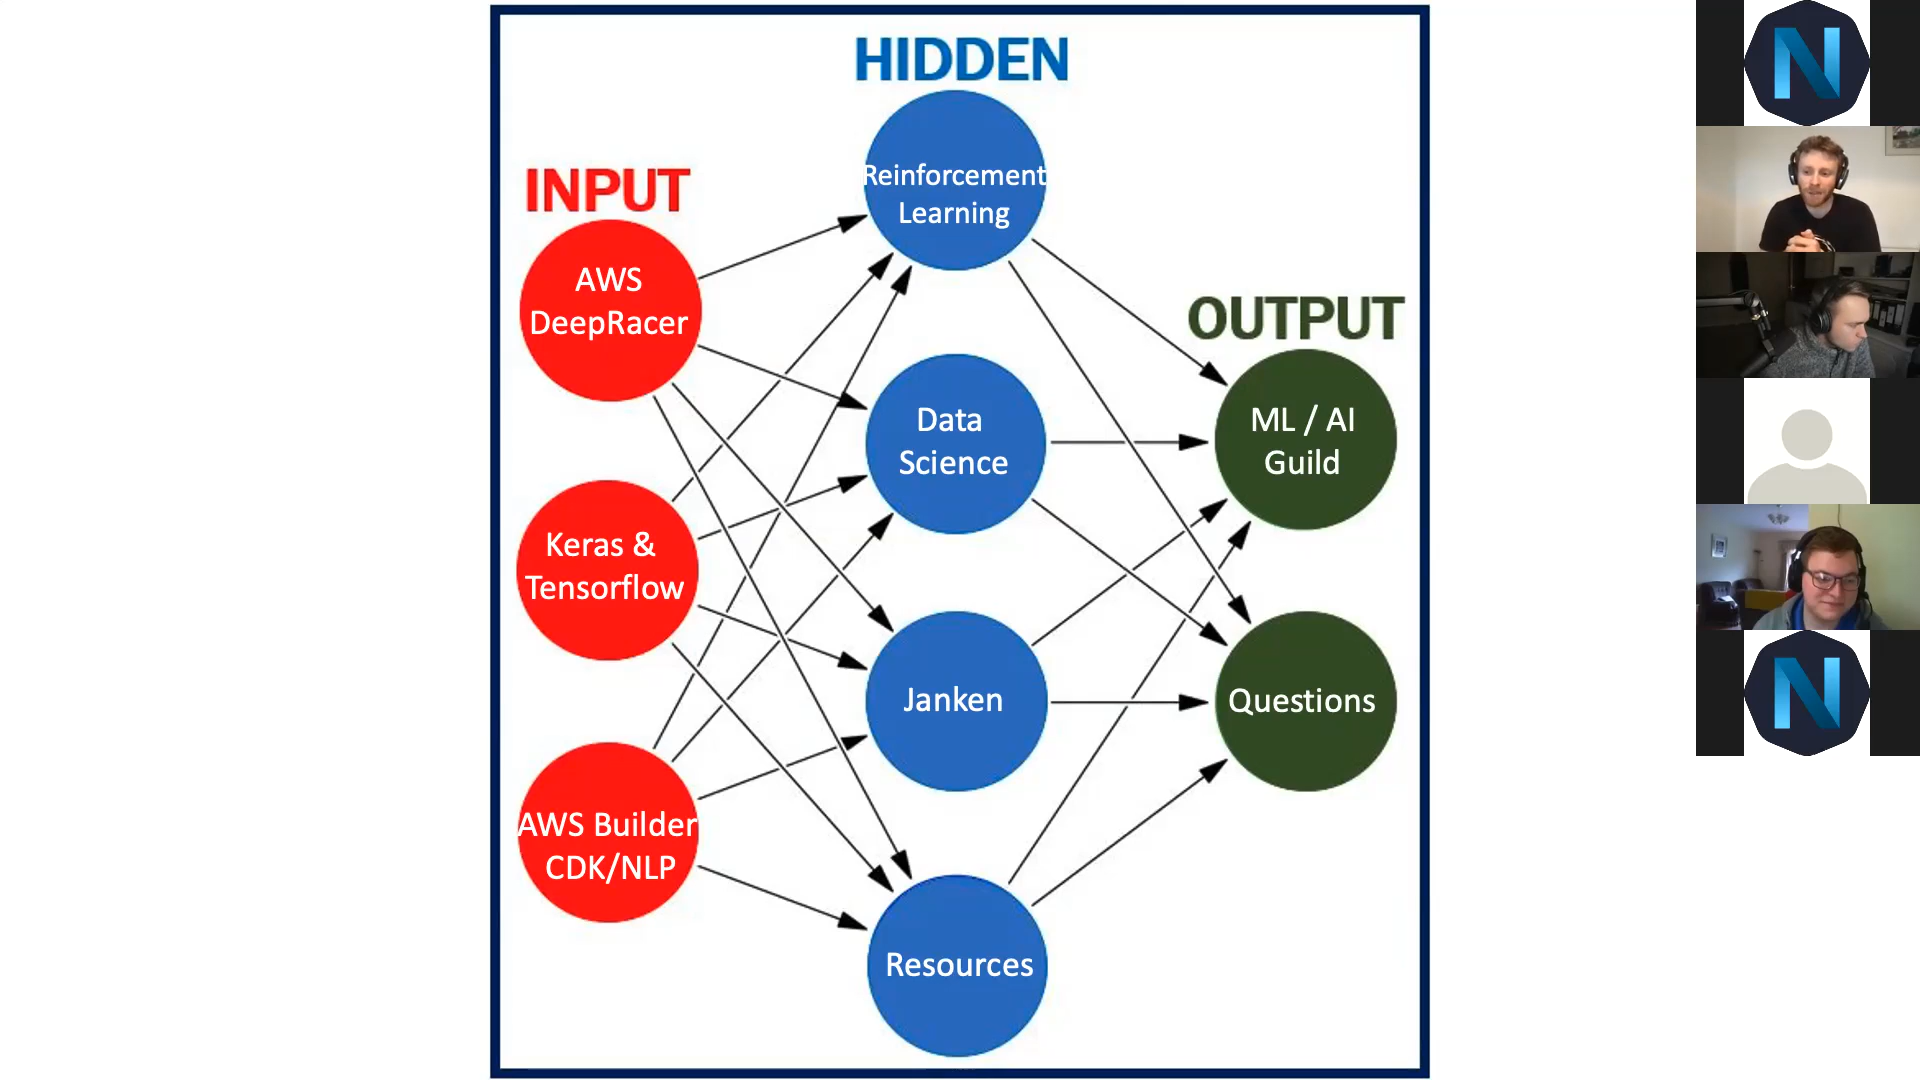 HIDDEN
INPUT
OUTPUT
Reinforcement
Learning
AWS
DeepRacer
Data
Science
ML / AI
Guild
Keras &
Tensorflow
Janken
Questions
AWS Builder
CDK/NLP
Resources
N
N